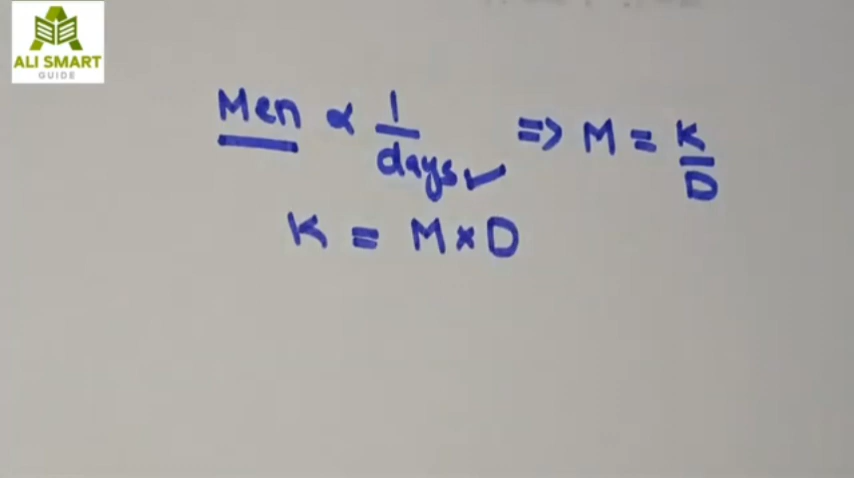 ALI SMART
GUIDE
Men ∝ 1/days ✓ => M = K/D
K = M×D